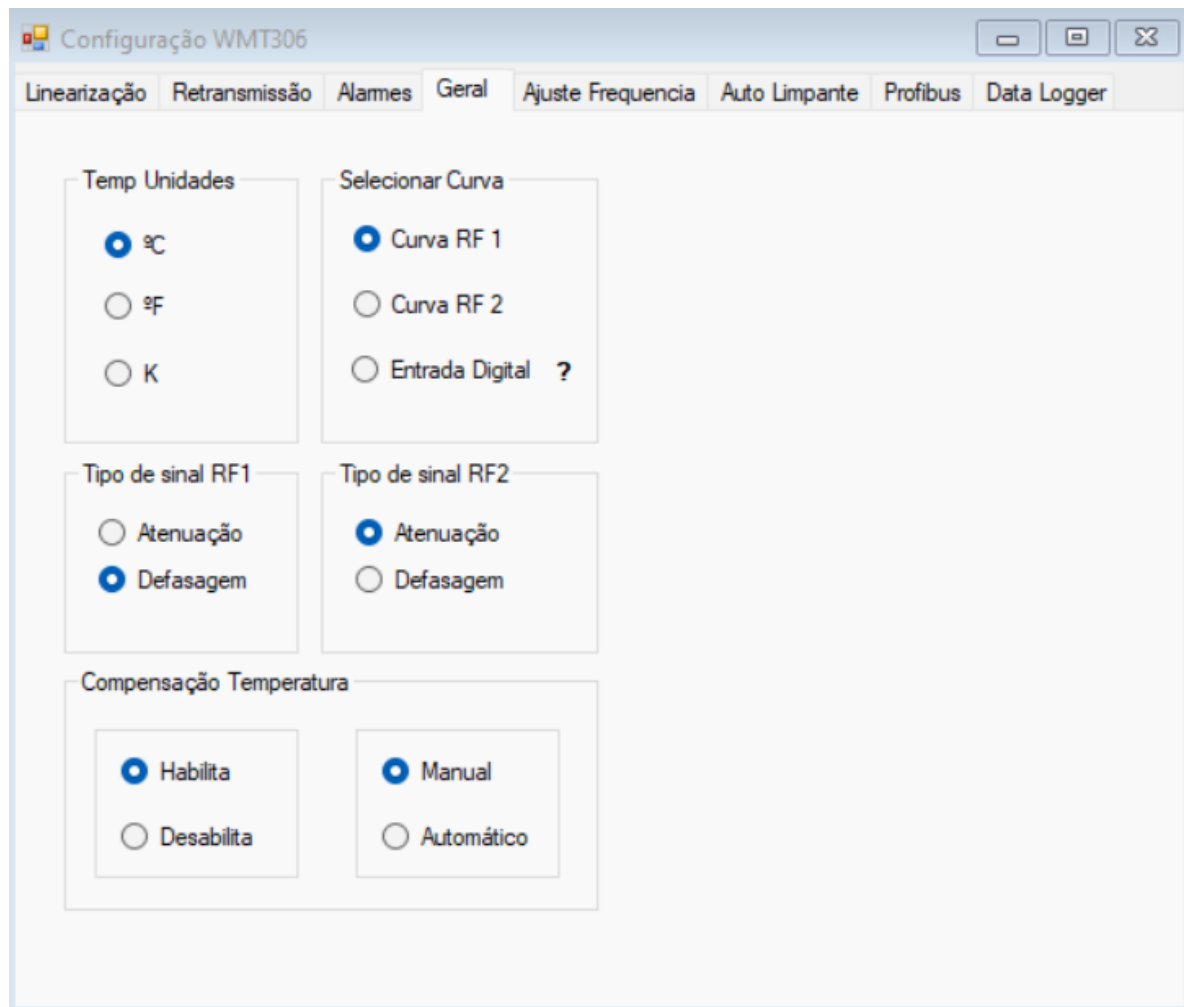 Configuração WMT306
Linearização Retransmissão Alarmes Geral Ajuste Frequencia Auto Limpante Profibus Data Logger
Temp Unidades
ºC
ºF
K
Selecionar Curva
Curva RF 1
Curva RF 2
Entrada Digital ?
Tipo de sinal RF1
Atenuação
Defasagem
Tipo de sinal RF2
Atenuação
Defasagem
Compensação Temperatura
Habilita
Desabilita
Manual
Automático